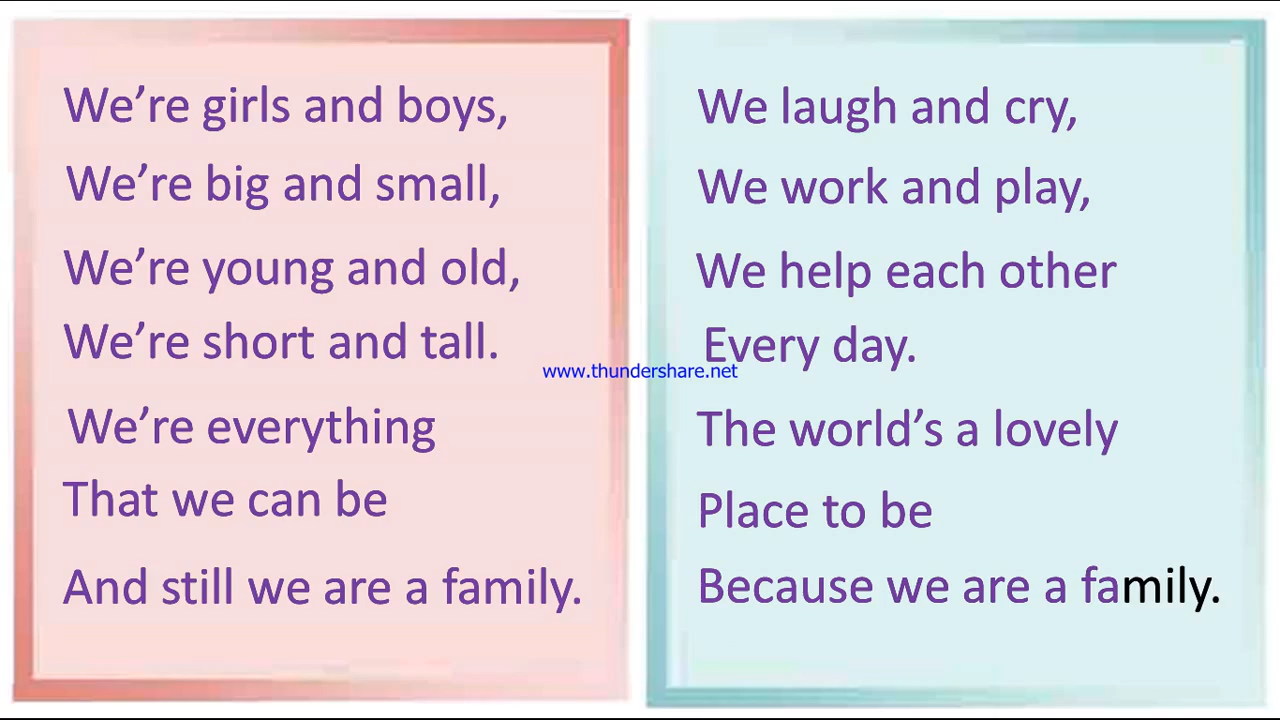 We’re girls and boys,
We’re big and small,
We’re young and old,
We’re short and tall.
We’re everything
That we can be
And still we are a family.
We laugh and cry,
We work and play,
We help each other
Every day.
The world’s a lovely
Place to be
Because we are a family.
www.thundershare.net